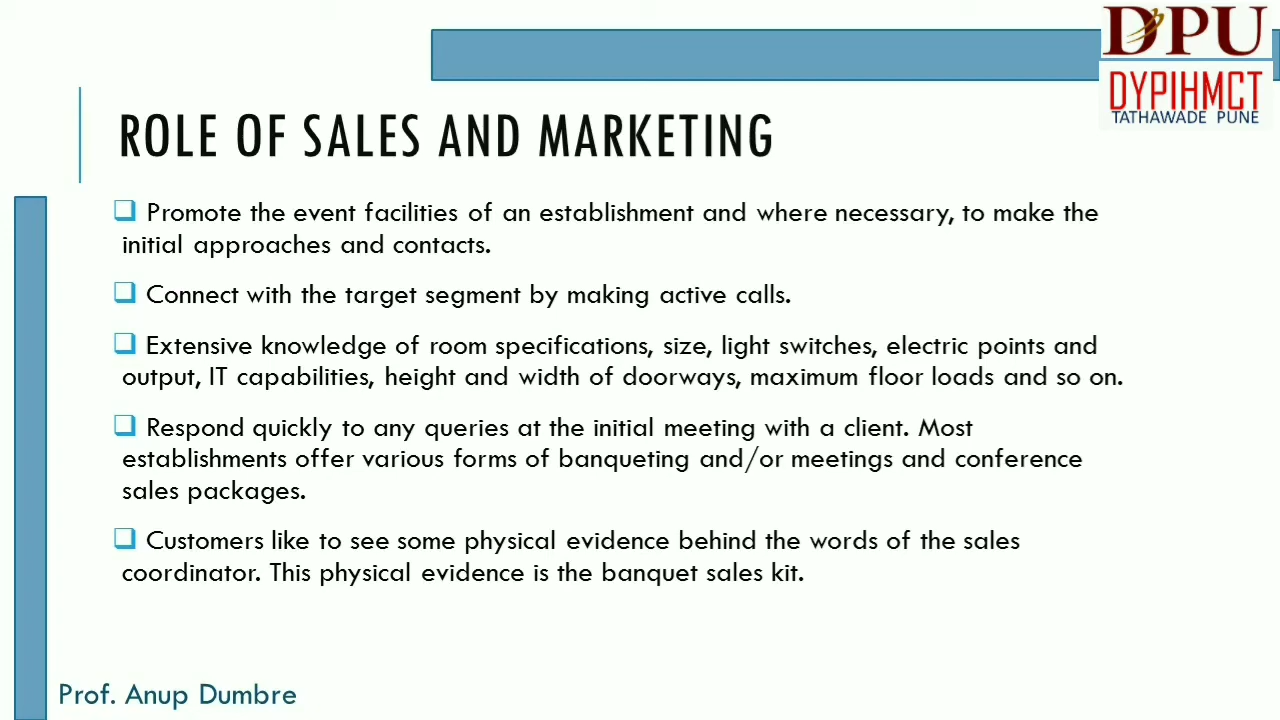 DPU
DYPIHMCT
TATHAWADE PUNE
ROLE OF SALES AND MARKETING
❑ Promote the event facilities of an establishment and where necessary, to make the
initial approaches and contacts.
❑ Connect with the target segment by making active calls.
❑ Extensive knowledge of room specifications, size, light switches, electric points and
output, IT capabilities, height and width of doorways, maximum floor loads and so on.
❑ Respond quickly to any queries at the initial meeting with a client. Most
establishments offer various forms of banqueting and/or meetings and conference
sales packages.
❑ Customers like to see some physical evidence behind the words of the sales
coordinator. This physical evidence is the banquet sales kit.
Prof. Anup Dumbre